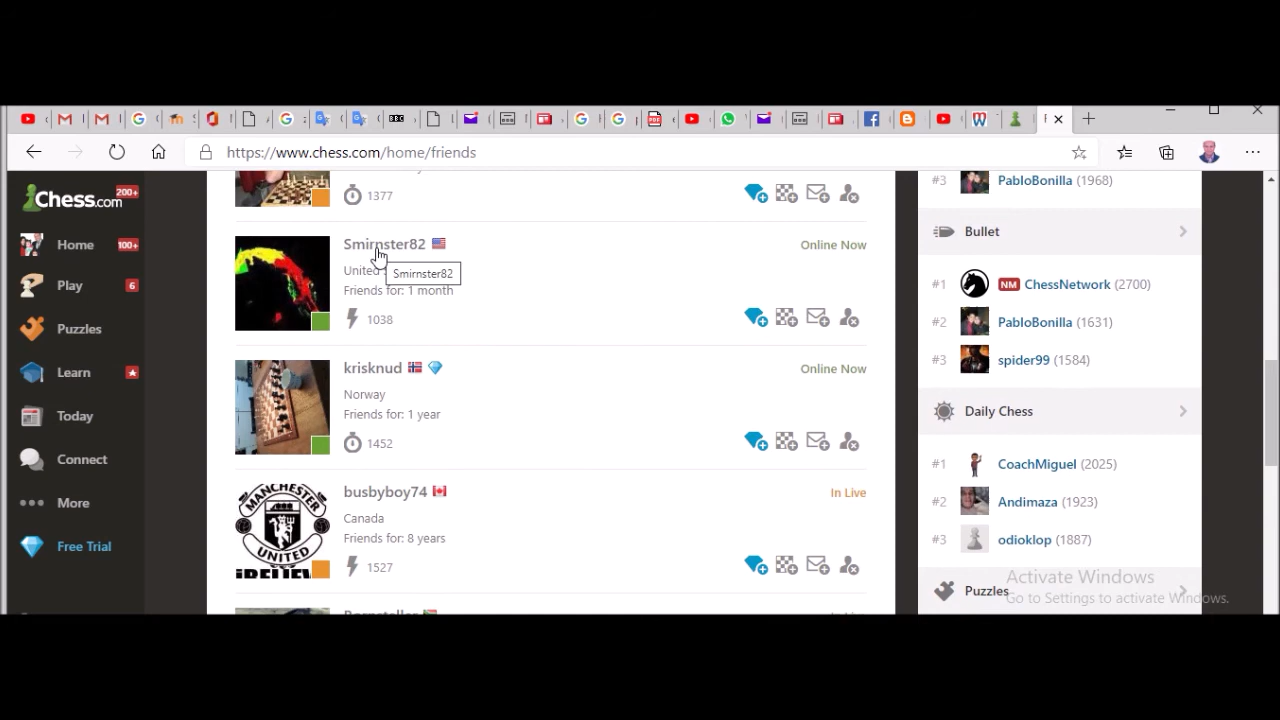 https://www.chess.com/home/friends
Chess.com
200+
Home
100+
Play
6
Puzzles
Learn
Today
Connect
More
Free Trial
1377
Smirnster82
Online Now
United
Smirnster82
Friends for: 1 month
1038
krisknud
Online Now
Norway
Friends for: 1 year
1452
MANCHESTER
UNITED
busbyboy74
In Live
Canada
Friends for: 8 years
1527
#3 PabloBonilla (1968)
Bullet
#1 NM ChessNetwork (2700)
#2 PabloBonilla (1631)
#3 spider99 (1584)
Daily Chess
#1 CoachMiguel (2025)
#2 Andimaza (1923)
#3 odioklop (1887)
Puzzles
Activate Windows
Go to Settings to activate Windows.